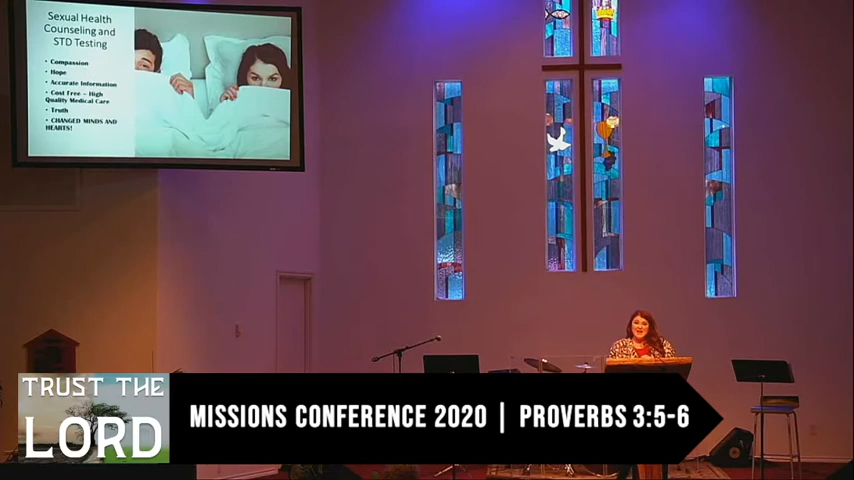 Sexual Health
Counseling and
STD Testing
• Compassion
• Hope
• Accurate Information
• Cost Free – High
Quality Medical Care
• Truth
• CHANGED MINDS AND
HEARTS!
TRUST THE
LORD
MISSIONS CONFERENCE 2020 | PROVERBS 3:5-6